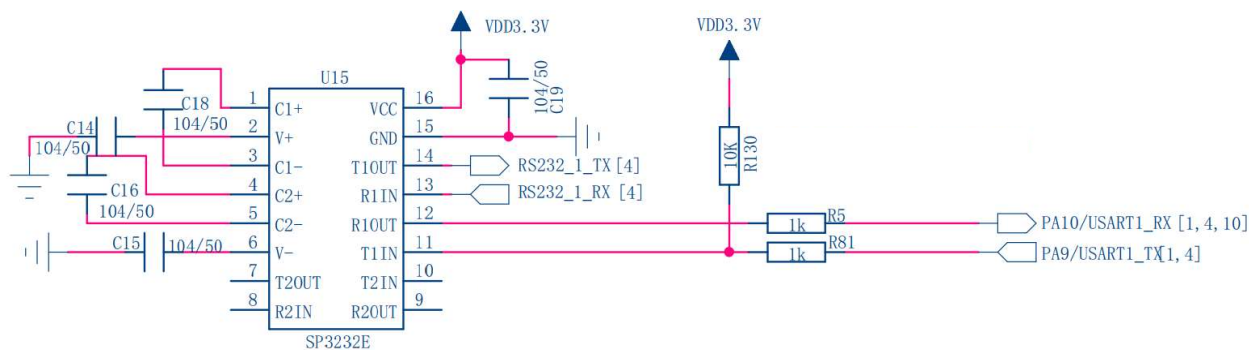 VDD3.3V
VDD3.3V
U15
C18
104/50
C14
104/50
C16
104/50
C15
104/50
1 C1+
2 V+
3 C1-
4 C2+
5 C2-
6 V-
7 T2OUT
8 R2IN
VCC 16
GND 15
T1OUT 14
R1IN 13
R1OUT 12
T1IN 11
T2IN 10
R2OUT 9
SP3232E
104/50
C19
RS232_1_TX [4]
RS232_1_RX [4]
10K
R130
1k
R5
PA10/USART1_RX [1, 4, 10]
1k
R81
PA9/USART1_TX[1, 4]